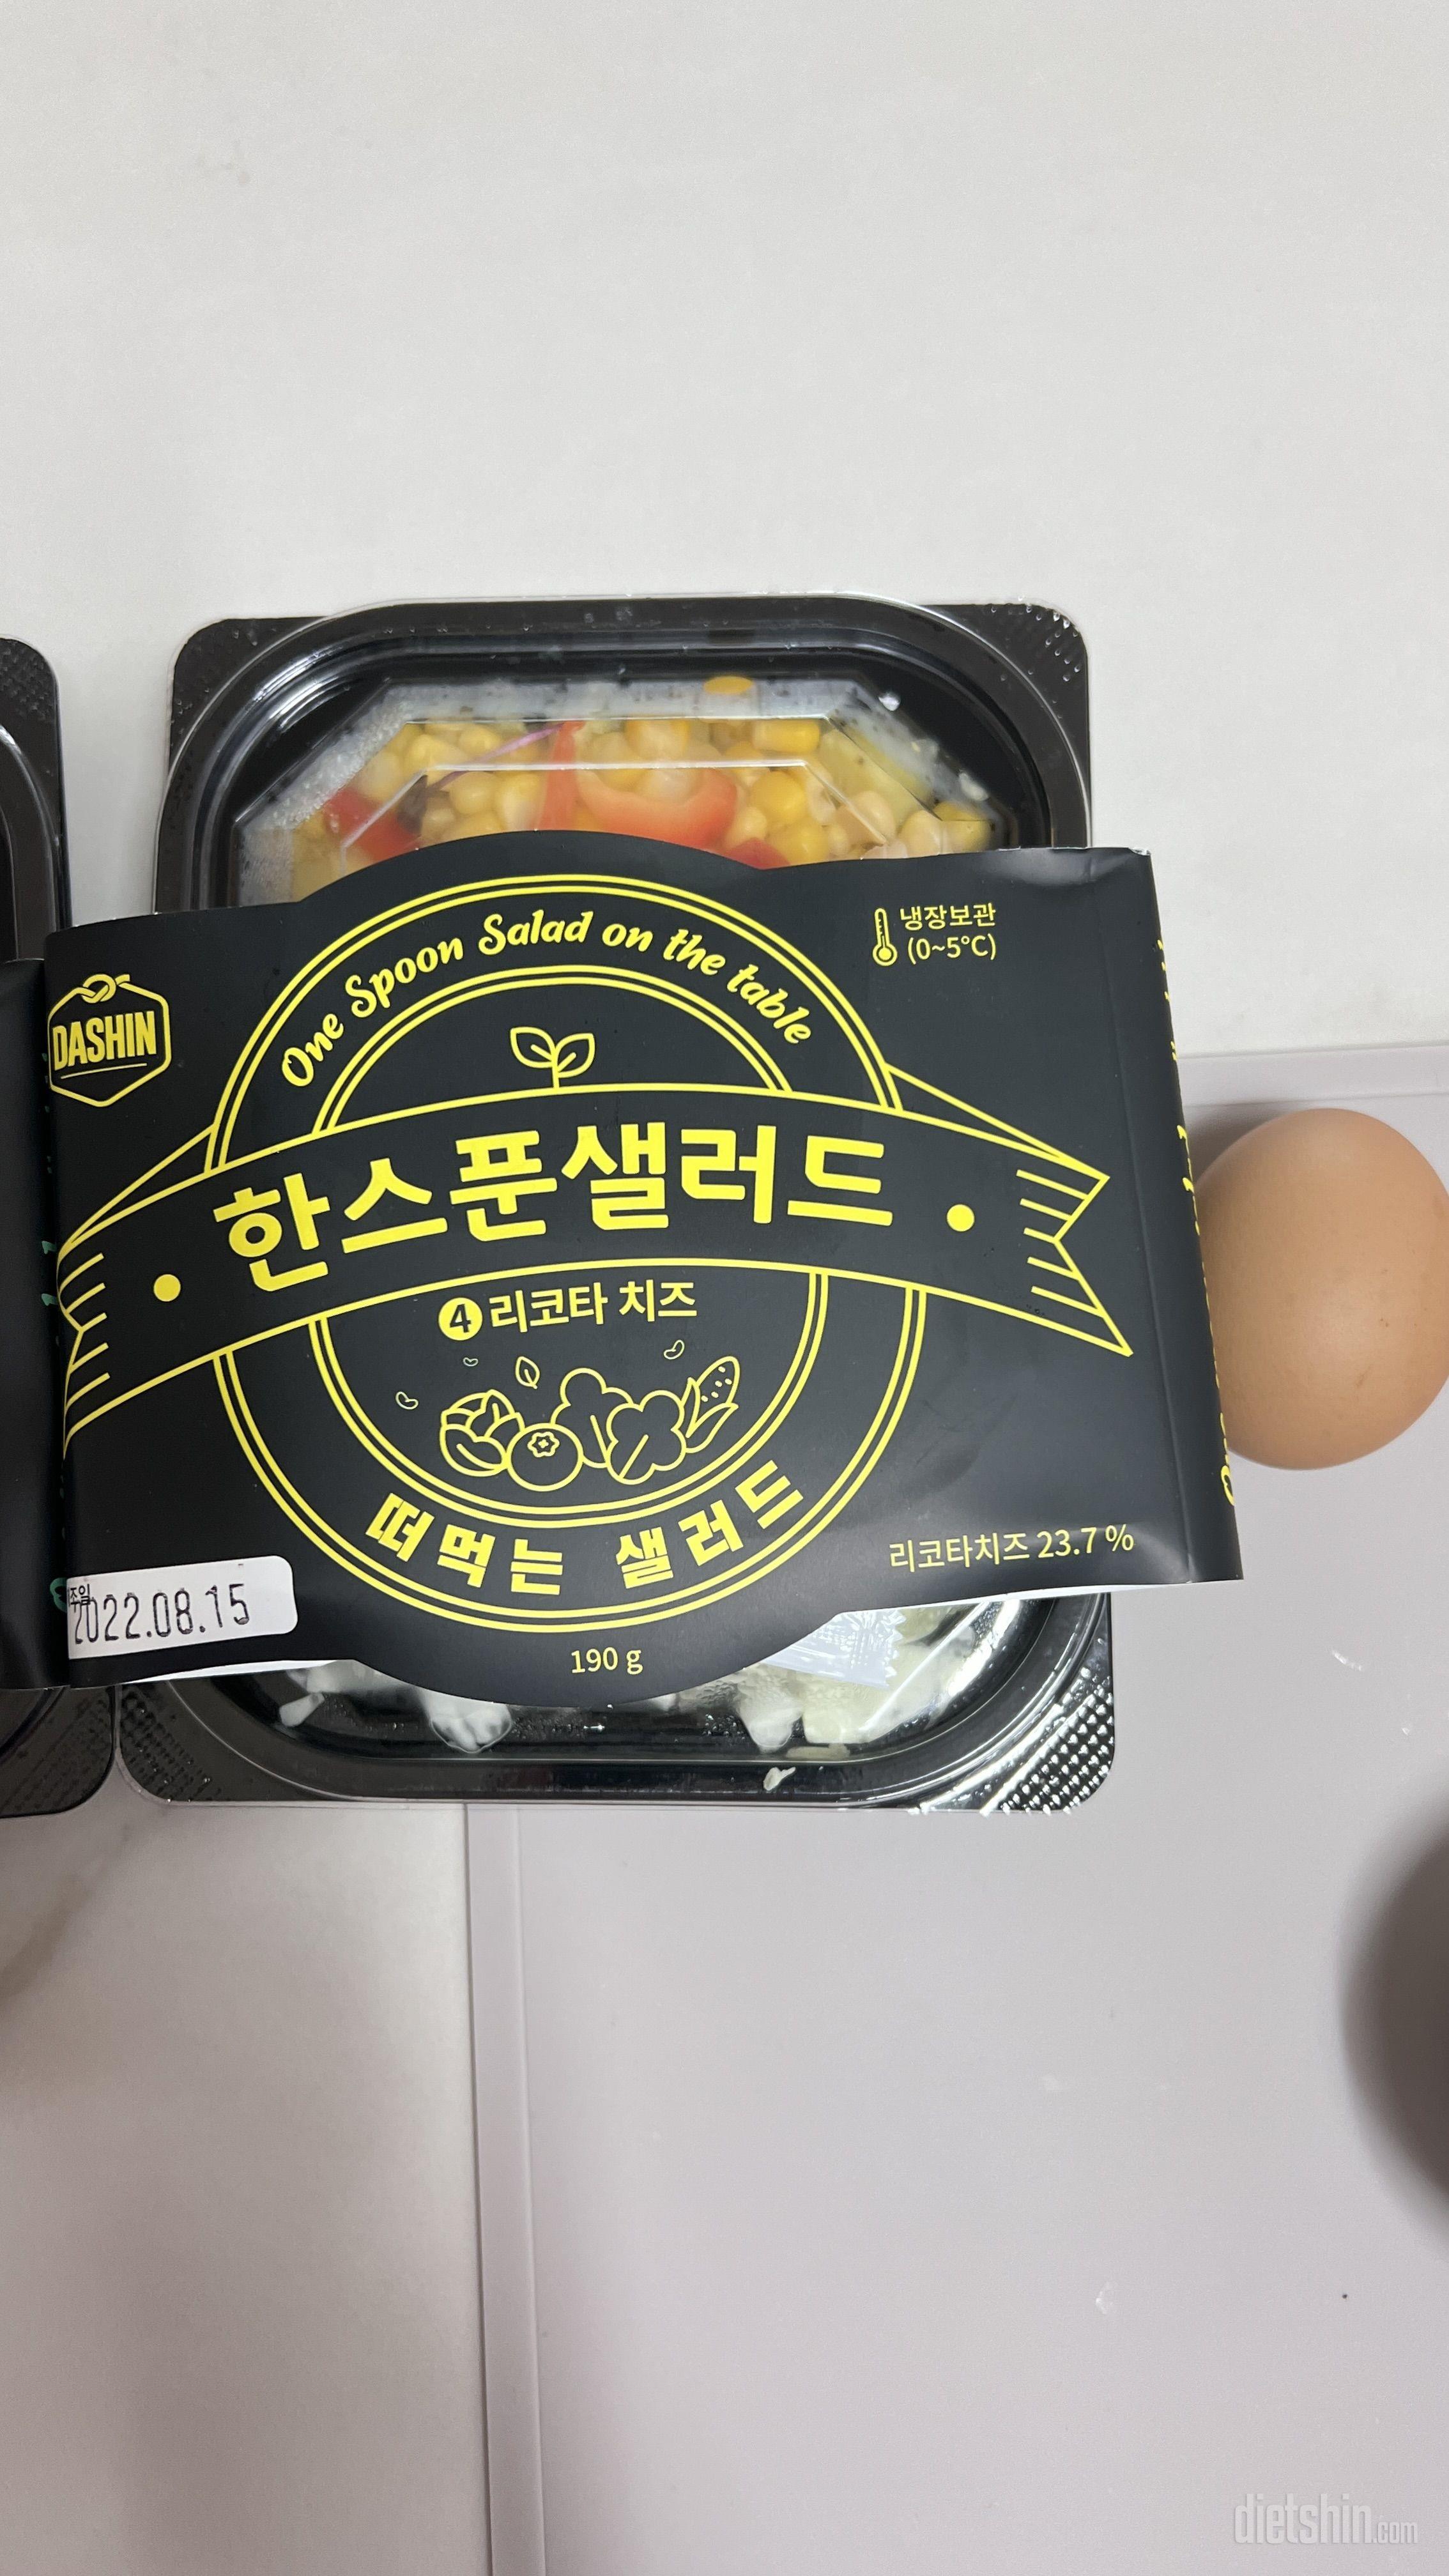 One Spoon Salad on the table
냉장보관
(0~5℃)
DASHIN
한스푼샐러드
4 리코타 치즈
떠먹는 샐러드
리코타치즈 23.7 %
2022.08.15
190 g
dietshin.com